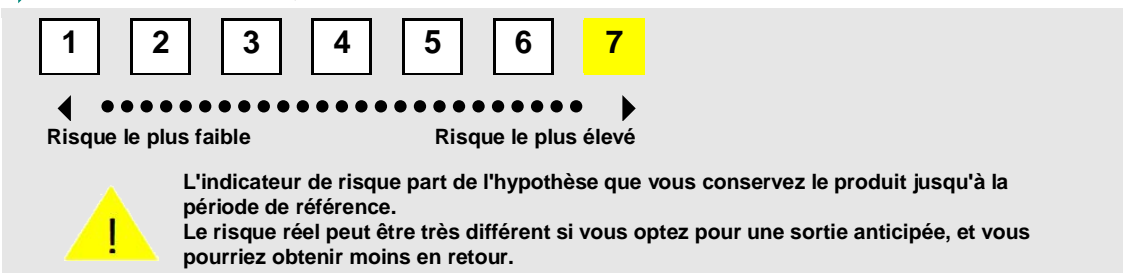 1 2 3 4 5 6 7
Risque le plus faible Risque le plus élevé
L'indicateur de risque part de l'hypothèse que vous conservez le produit jusqu'à la
période de référence.
Le risque réel peut être très différent si vous optez pour une sortie anticipée, et vous
pourriez obtenir moins en retour.
!